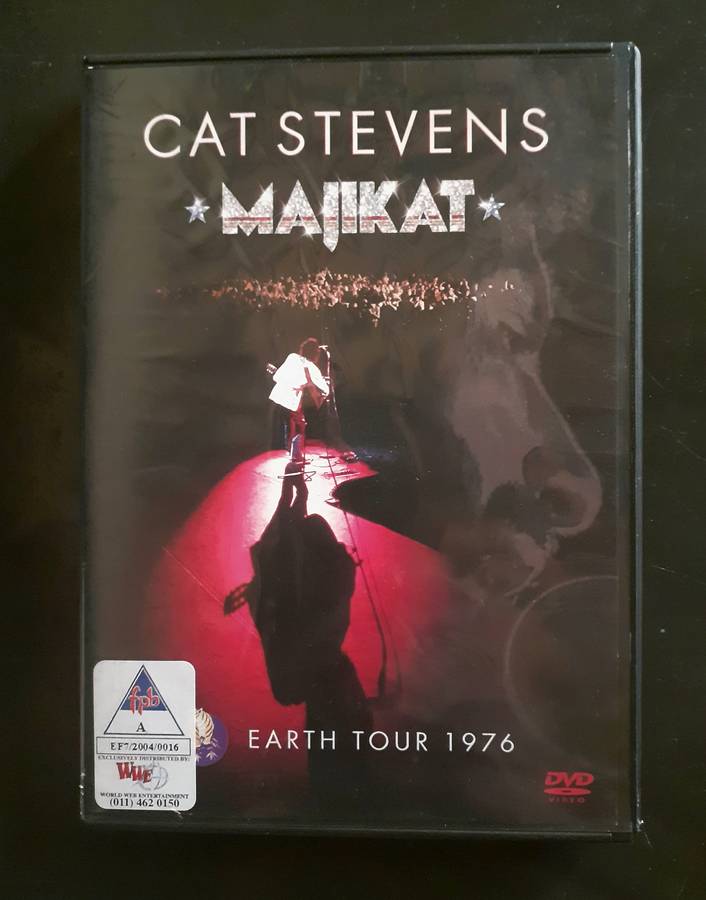 CAT STEVENS
MAJIKAT
EARTH TOUR 1976
fpb
A
EF7/2004/0016
EXCLUSIVELY DISTRIBUTED BY:
WWE
WORLD WEB ENTERTAINMENT
(011) 462 0150
DVD
VIDEO